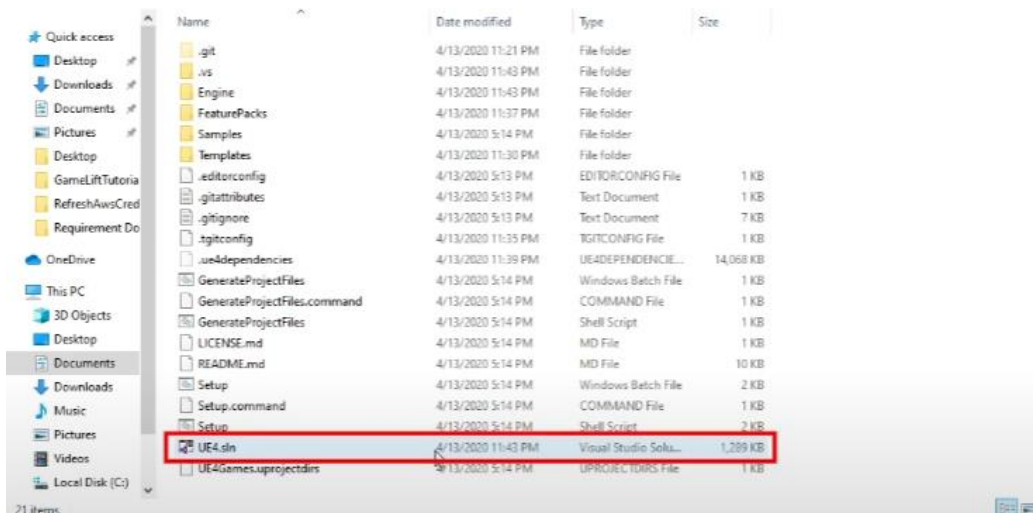 Name Date modified Type Size
Quick access
Desktop
Downloads
Documents
Pictures
Desktop
GameLiftTutoria
RefreshAwsCred
Requirement Do
OneDrive
This PC
3D Objects
Desktop
Documents
Downloads
Music
Pictures
Videos
Local Disk (C:)
.git 4/13/2020 11:21 PM File folder
.vs 4/13/2020 11:43 PM File folder
Engine 4/13/2020 11:43 PM File folder
FeaturePacks 4/13/2020 11:37 PM File folder
Samples 4/13/2020 5:14 PM File folder
Templates 4/13/2020 11:30 PM File folder
.editorconfig 4/13/2020 5:13 PM EDITORCONFIG File 1 KB
.gitattributes 4/13/2020 5:13 PM Text Document 1 KB
.gitignore 4/13/2020 5:13 PM Text Document 7 KB
.tgitconfig 4/13/2020 11:35 PM TGITCONFIG File 1 KB
.ue4dependencies 4/13/2020 11:39 PM UE4DEPENDENCIE... 14,068 KB
GenerateProjectFiles 4/13/2020 5:14 PM Windows Batch File 1 KB
GenerateProjectFiles.command 4/13/2020 5:14 PM COMMAND File 1 KB
GenerateProjectFiles 4/13/2020 5:14 PM Shell Script 1 KB
LICENSE.md 4/13/2020 5:14 PM MD File 1 KB
README.md 4/13/2020 5:14 PM MD File 10 KB
Setup 4/13/2020 5:14 PM Windows Batch File 2 KB
Setup.command 4/13/2020 5:14 PM COMMAND File 1 KB
Setup 4/13/2020 5:14 PM Shell Script 2 KB
UE4.sln 4/13/2020 11:43 PM Visual Studio Solu... 1,289 KB
UE4Games.uprojectdirs 4/13/2020 5:14 PM UPROJECTDIRS File 1 KB
21 items